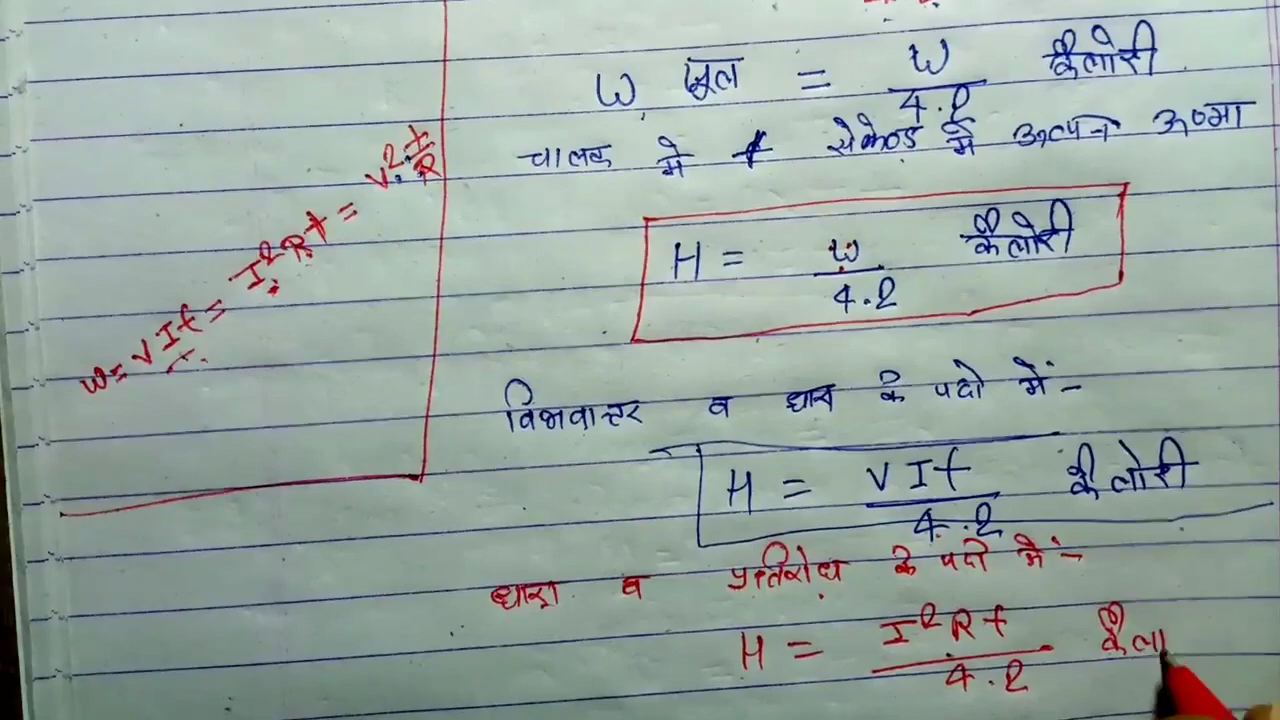 W जूल = W/4.2 कैलोरी
चालक में t सेकेण्ड में उत्पन्न ऊष्मा
H = W/4.2 कैलोरी
W = VIt = I²Rt = V²t/R
विभवान्तर व धारा के पदो में:-
H = VIt/4.2 कैलोरी
धारा व प्रतिरोध के पदो में:-
H = I²Rt/4.2 कैला